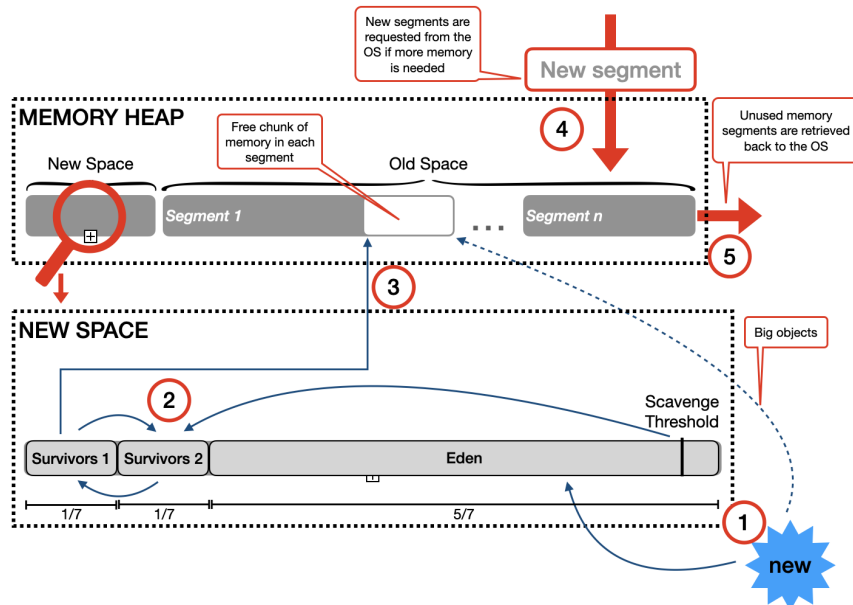 New segments are
requested from the
OS if more memory
is needed
New segment
MEMORY HEAP
Free chunk of
memory in each
segment
4
Unused memory
segments are retrieved
back to the OS
New Space
Old Space
Segment 1
...
Segment n
5
3
NEW SPACE
Big objects
2
Scavenge
Threshold
Survivors 1
Survivors 2
Eden
1/7
1/7
5/7
1
new